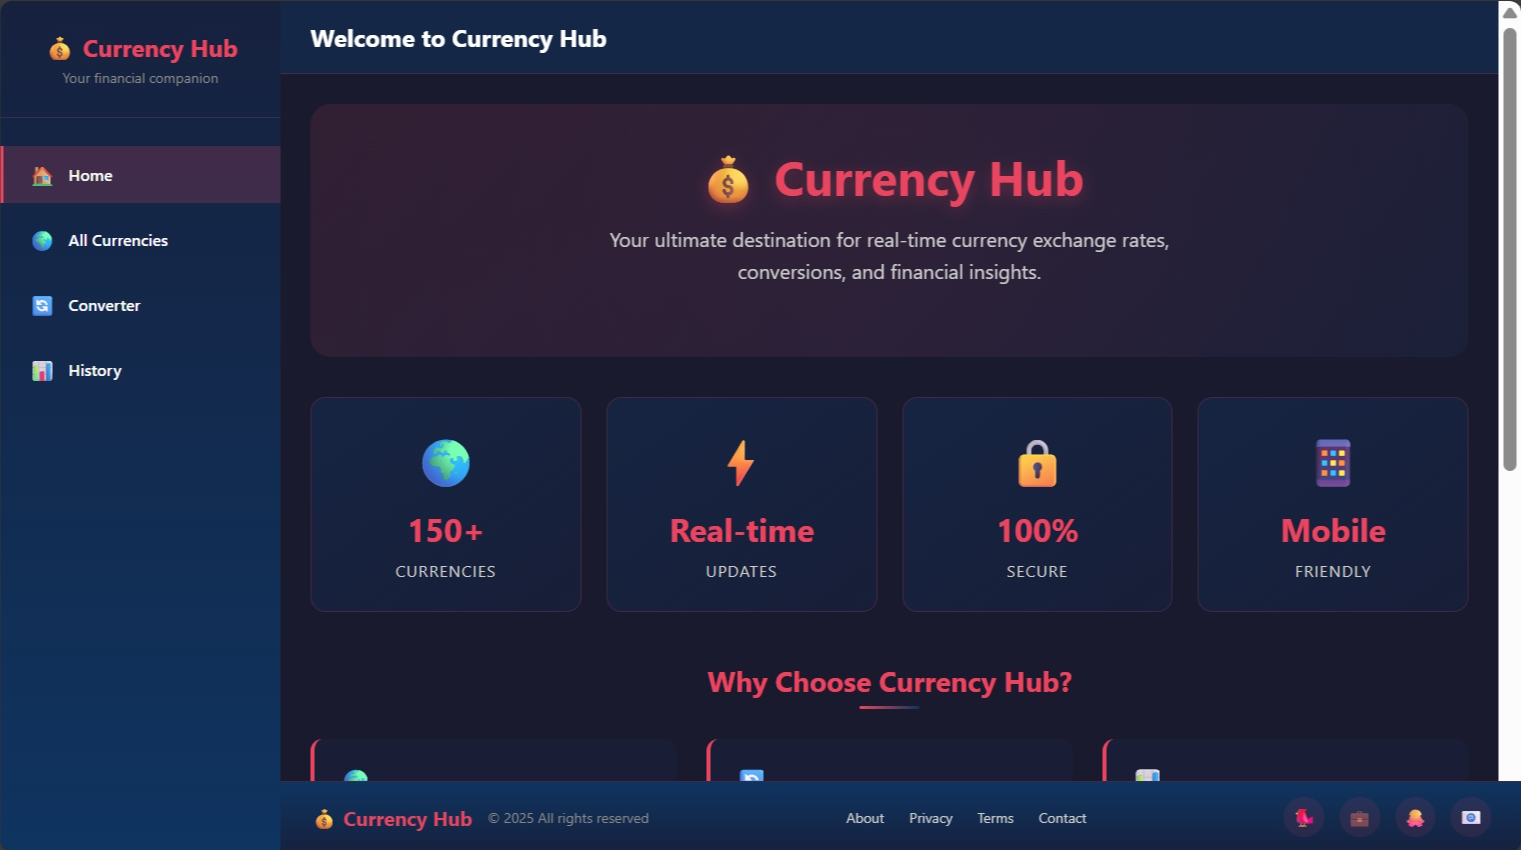 Currency Hub
Your financial companion
Home
All Currencies
Converter
History
Welcome to Currency Hub
Currency Hub
Your ultimate destination for real-time currency exchange rates,
conversions, and financial insights.
150+
CURRENCIES
Real-time
UPDATES
100%
SECURE
Mobile
FRIENDLY
Why Choose Currency Hub?
Currency Hub © 2025 All rights reserved About Privacy Terms Contact